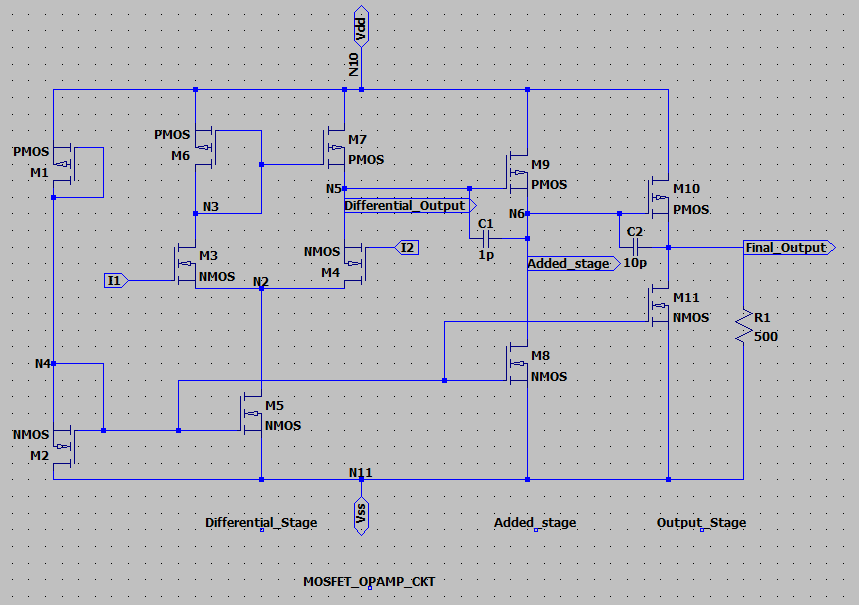 Vdd
N10
PMOS
M1
PMOS
M6
M7
PMOS
M9
PMOS
M10
PMOS
N3
N5
Differential_Output
N6
C1
1p
C2
10p
Added_stage
Final_Output
I1
M3
NMOS
NMOS
M4
I2
N2
M11
NMOS
R1
500
N4
M8
NMOS
M5
NMOS
NMOS
M2
N11
Vss
Differential_Stage
Added_stage
Output_Stage
MOSFET_OPAMP_CKT